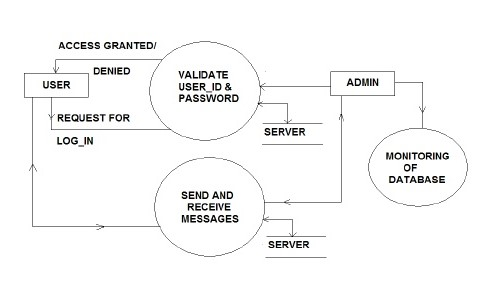 ACCESS GRANTED/
DENIED
USER
REQUEST FOR
LOG_IN
VALIDATE
USER_ID &
PASSWORD
ADMIN
SERVER
MONITORING
OF
DATABASE
SEND AND
RECEIVE
MESSAGES
SERVER